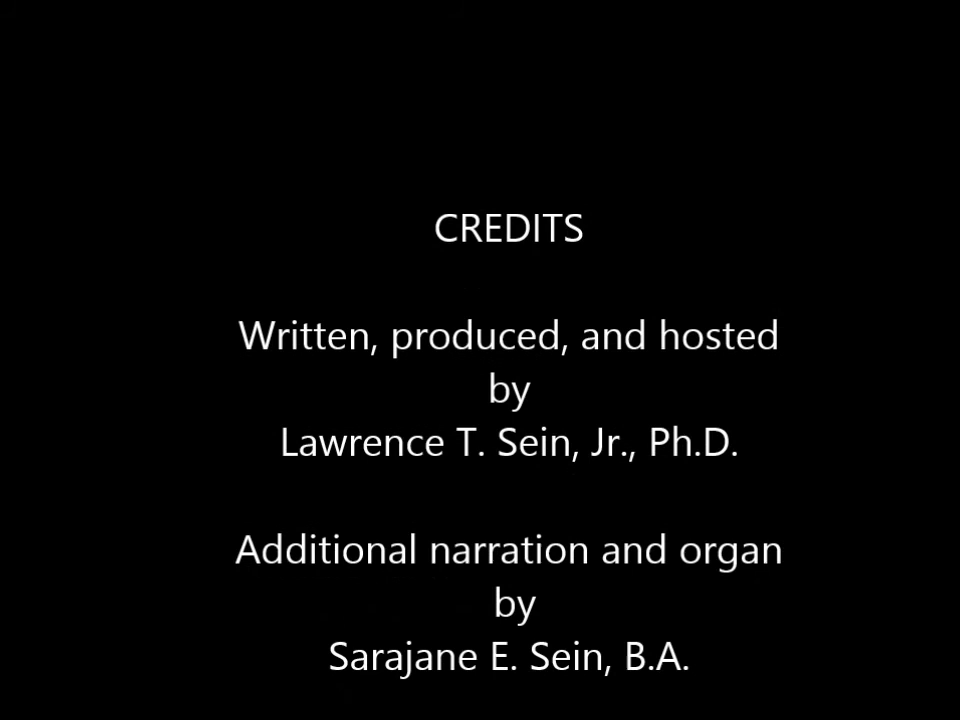 CREDITS
Written, produced, and hosted
by
Lawrence T. Sein, Jr., Ph.D.
Additional narration and organ
by
Sarajane E. Sein, B.A.